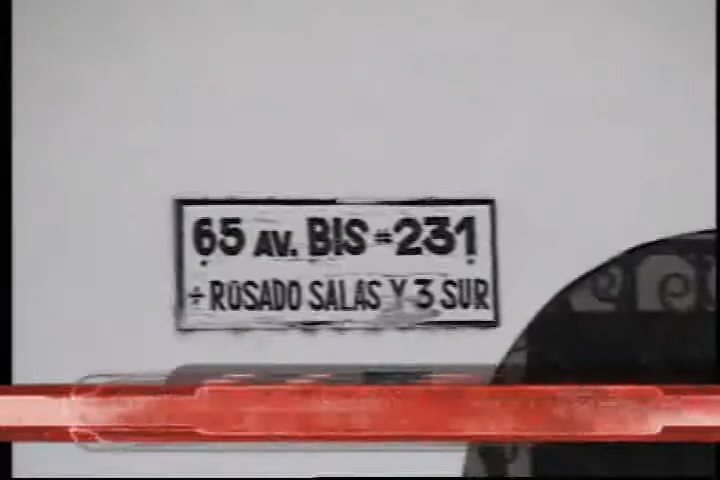 65 AV. BIS = 231
÷ ROSADO SALAS Y 3 SUR